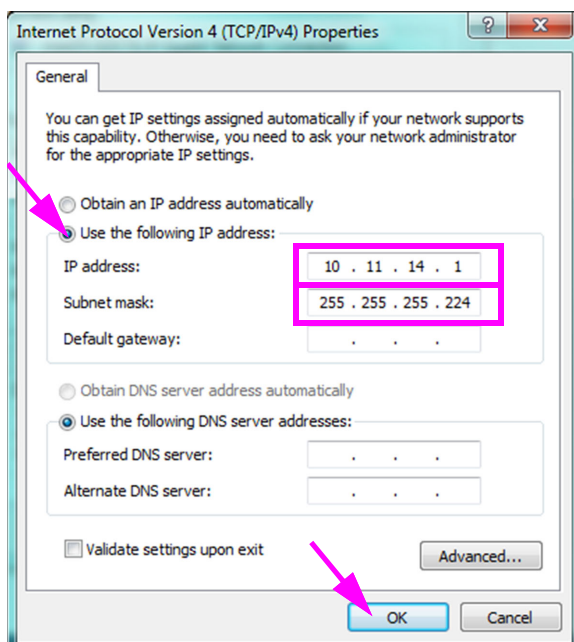 Internet Protocol Version 4 (TCP/IPv4) Properties
General
You can get IP settings assigned automatically if your network supports
this capability. Otherwise, you need to ask your network administrator
for the appropriate IP settings.
Obtain an IP address automatically
Use the following IP address:
IP address: 10 . 11 . 14 . 1
Subnet mask: 255 . 255 . 255 . 224
Default gateway: . . .
Obtain DNS server address automatically
Use the following DNS server addresses:
Preferred DNS server: . . .
Alternate DNS server: . . .
Validate settings upon exit
Advanced...
OK Cancel